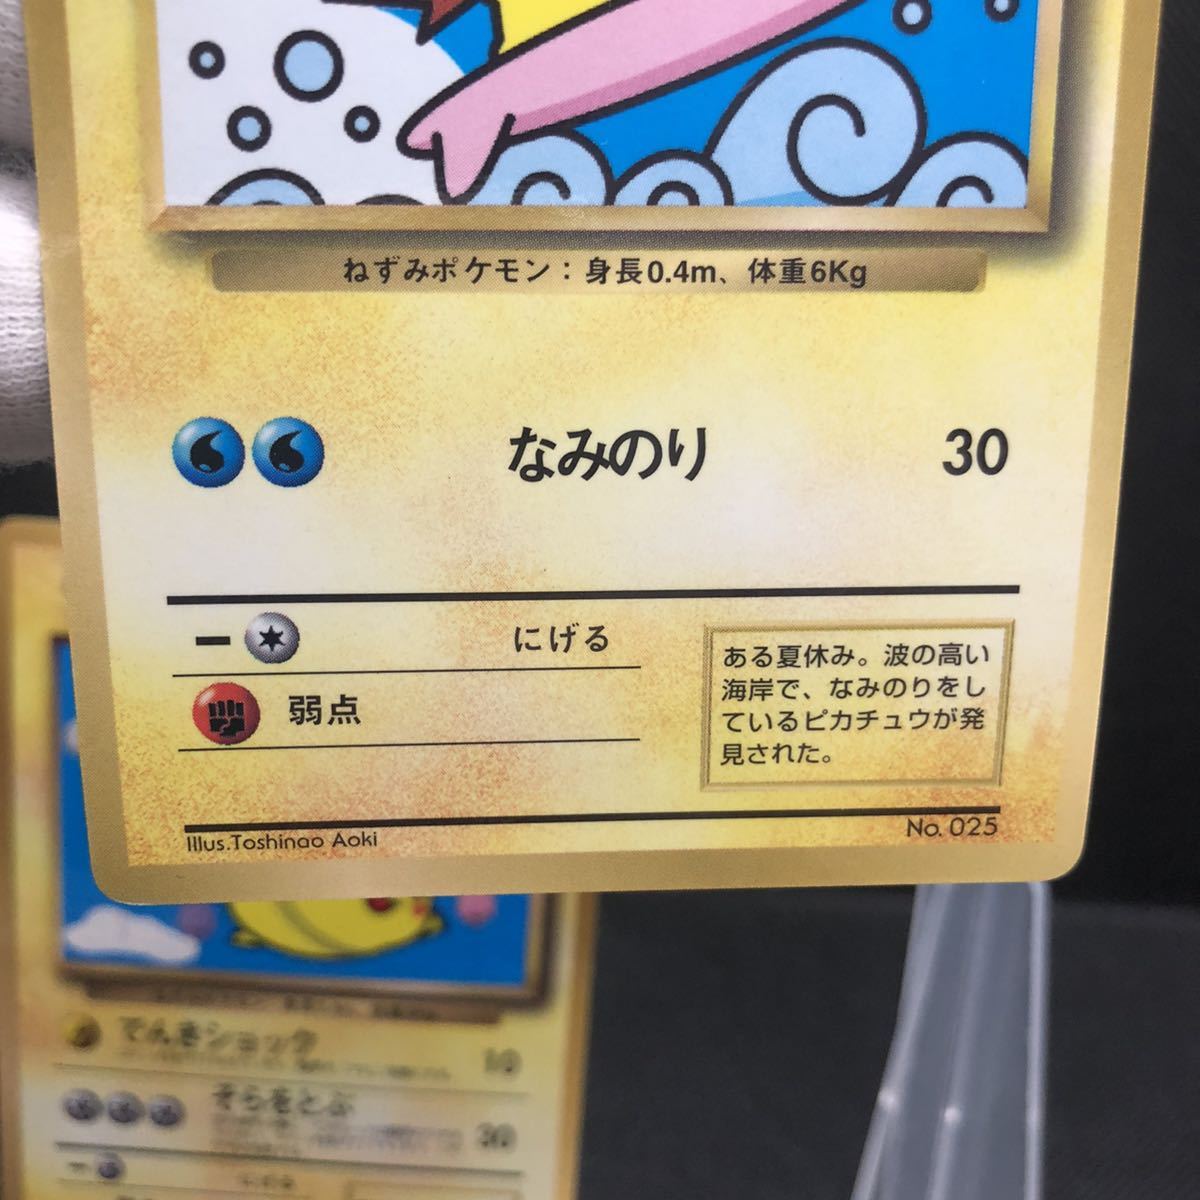 ねずみポケモン：身長0.4m、体重6Kg
なみのり 30
にげる
弱点
ある夏休み。波の高い
海岸で、なみのりをし
ているピカチュウが発
見された。
Illus.Toshinao Aoki
No. 025
でんきショック 10
そらをとぶ 30
にげる